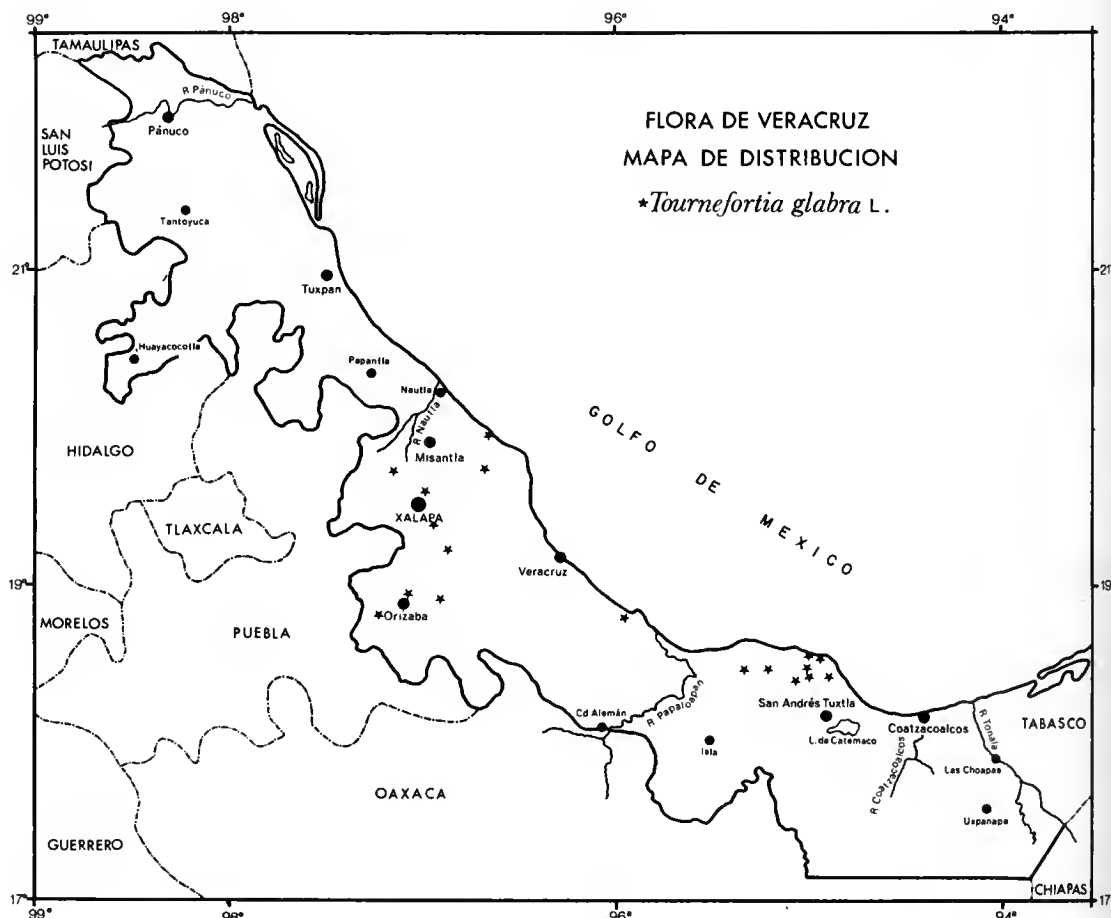 99°
98°
96°
94°
TAMAULIPAS
R Pánuco
Pánuco
SAN
LUIS
POTOSI
FLORA DE VERACRUZ
MAPA DE DISTRIBUCION
*Tournefortia glabra L.
Tantoyuca
21°
21°
Tuxpan
Huayacocotla
Papantla
Nautla
R Nautla
Misantla
GOLFO DE MEXICO
HIDALGO
XALAPA
TLAXCALA
Veracruz
19°
19°
MORELOS
PUEBLA
Orizaba
R Papaloapan
San Andrés Tuxtla
Cd Alemán
L. de Catemaco
Coatzacoalcos
R Tonala
TABASCO
Isla
R Coatzacoalcos
Las Choapas
OAXACA
Uxpanapa
GUERRERO
CHIAPAS
17°
17°
99°
98°
96°
94°